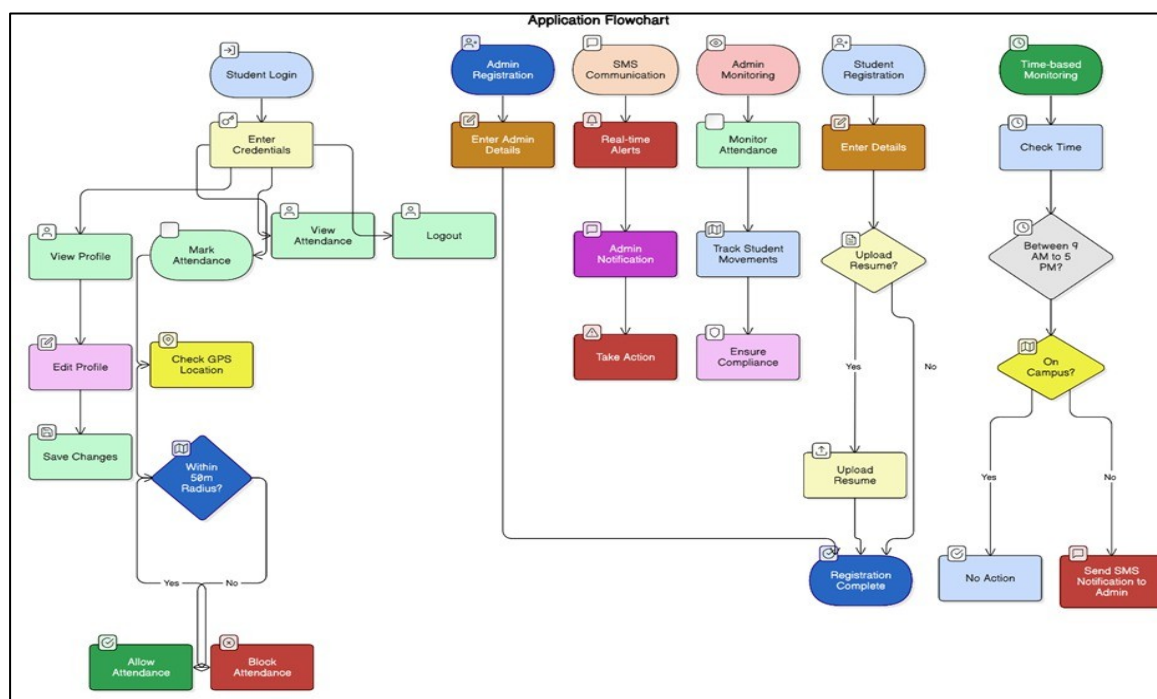 Application Flowchart
Student Login
Enter
Credentials
View Profile
Mark
Attendance
View
Attendance
Logout
Edit Profile
Check GPS
Location
Save Changes
Within
50m
Radius?
Yes
No
Allow
Attendance
Block
Attendance
Admin
Registration
Enter Admin
Details
SMS
Communication
Real-time
Alerts
Admin
Notification
Take Action
Admin
Monitoring
Monitor
Attendance
Track Student
Movements
Ensure
Compliance
Student
Registration
Enter Details
Upload
Resume?
Yes
No
Upload
Resume
Registration
Complete
Time-based
Monitoring
Check Time
Between 9
AM to 5
PM?
On
Campus?
Yes
No
No Action
Send SMS
Notification to
Admin